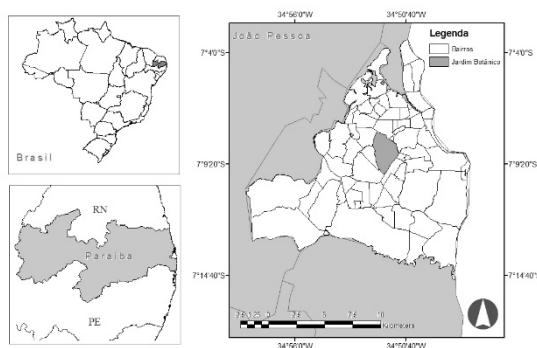 Brasil
RN
Paraíba
PE
34°56'0"W
34°50'40"W
João Pessoa
Legenda
Bairros
Jardim Botânico
7°4'0"S
7°4'0"S
7°9'20"S
7°9'20"S
7°14'40"S
7°14'40"S
10
Kilometers
34°56'0"W
34°50'40"W